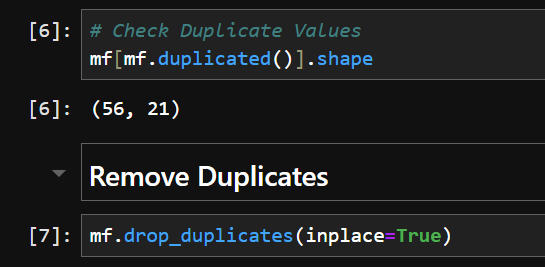 [6]: # Check Duplicate Values
mf[mf.duplicated()].shape
[6]: (56, 21)
Remove Duplicates
[7]: mf.drop_duplicates(inplace=True)